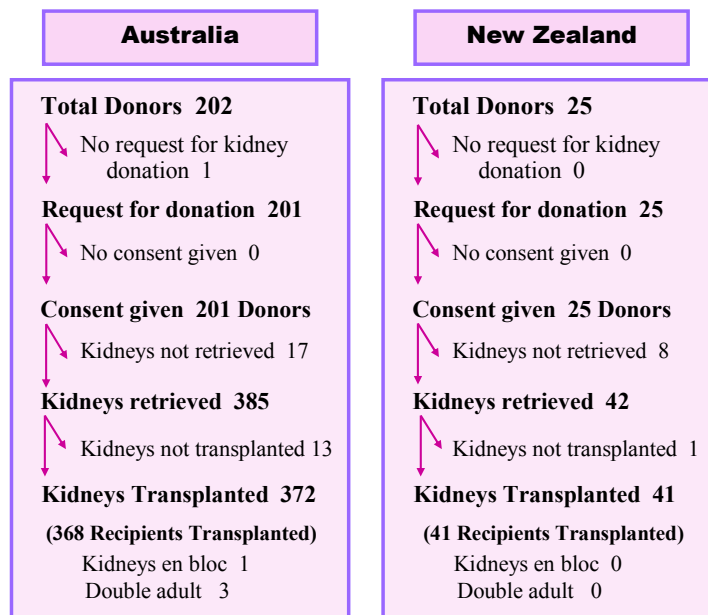 Australia
Total Donors 202
No request for kidney
donation 1
Request for donation 201
No consent given 0
Consent given 201 Donors
Kidneys not retrieved 17
Kidneys retrieved 385
Kidneys not transplanted 13
Kidneys Transplanted 372
(368 Recipients Transplanted)
Kidneys en bloc 1
Double adult 3
New Zealand
Total Donors 25
No request for kidney
donation 0
Request for donation 25
No consent given 0
Consent given 25 Donors
Kidneys not retrieved 8
Kidneys retrieved 42
Kidneys not transplanted 1
Kidneys Transplanted 41
(41 Recipients Transplanted)
Kidneys en bloc 0
Double adult 0